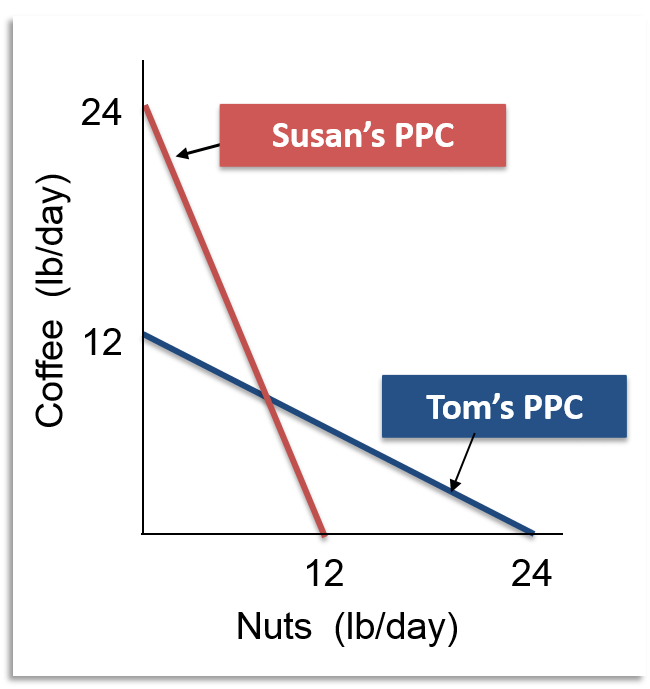 24
Susan’s PPC
Coffee (lb/day)
12
Tom’s PPC
12
24
Nuts (lb/day)